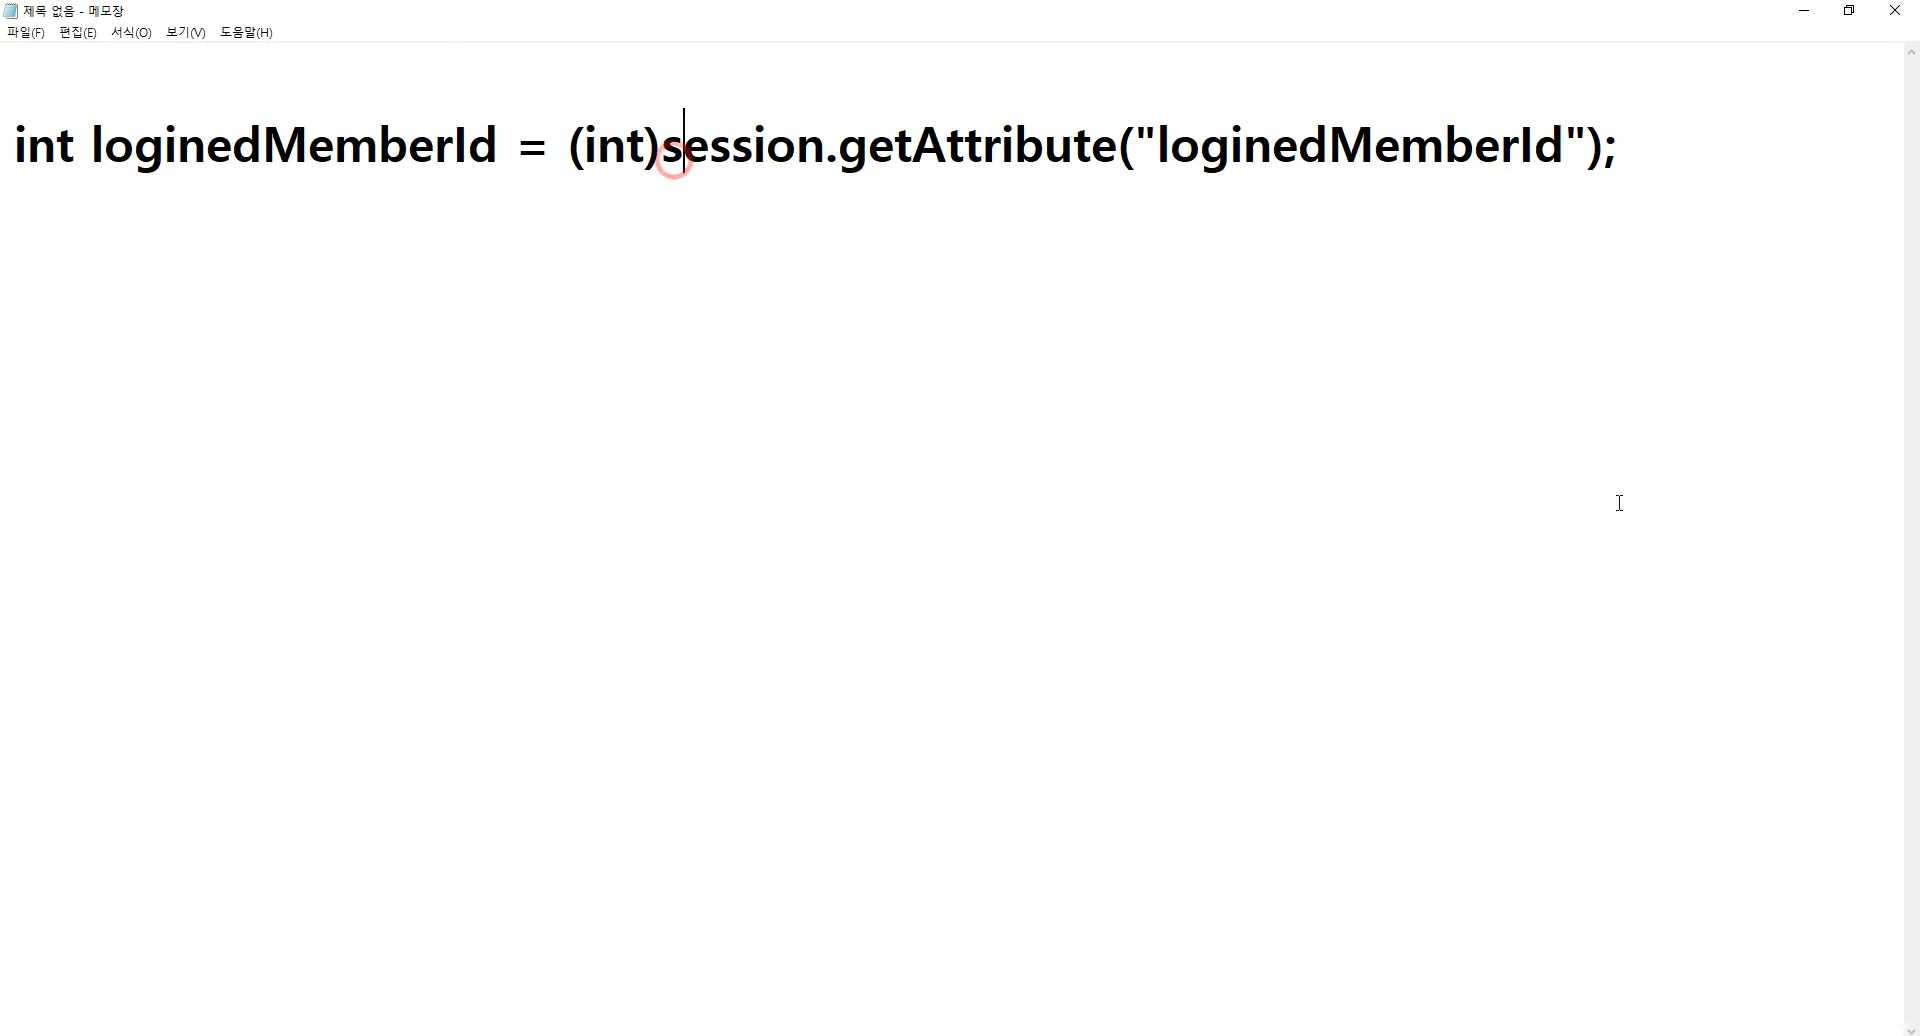 제목 없음 - 메모장
파일(F) 편집(E) 서식(O) 보기(V) 도움말(H)
int loginedMemberId = (int)session.getAttribute("loginedMemberId");